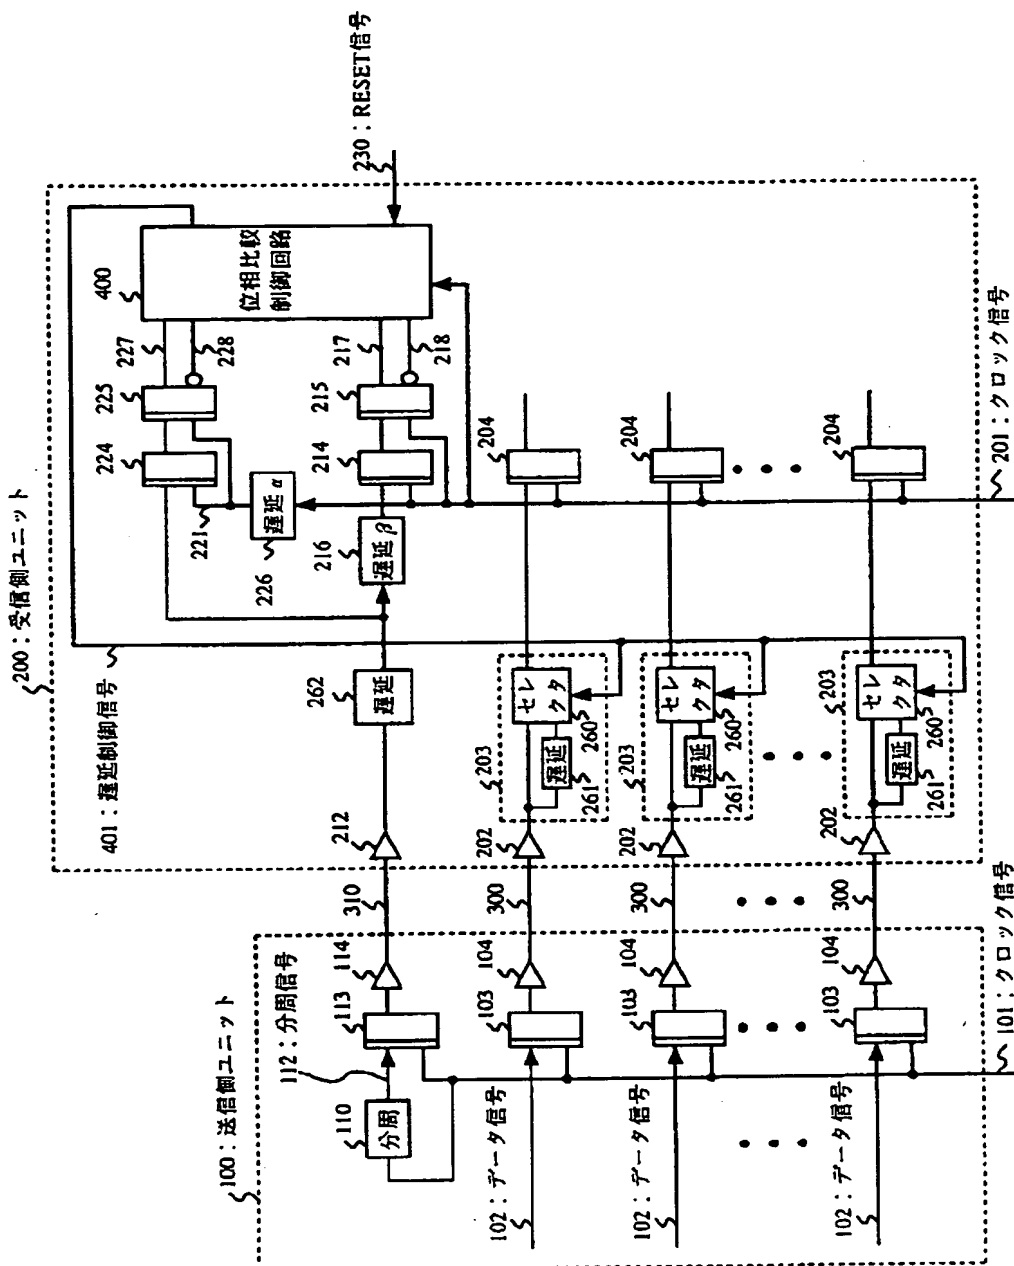 100：送信側ユニット
200：受信側ユニット
401：遅延制御信号
112：分周信号
110
分周
113
114
310
212
262
遅延
221
226
遅延α
216
遅延β
224
225
227
228
214
215
217
218
400
位相比較
制御回路
230：RESET信号
102：データ信号
103
104
300
202
203
261
遅延
260
セレ
クタ
204
102：データ信号
103
104
300
202
203
261
遅延
260
セレ
クタ
204
102：データ信号
103
104
300
202
203
261
遅延
260
セレ
クタ
204
101：クロック信号
201：クロック信号